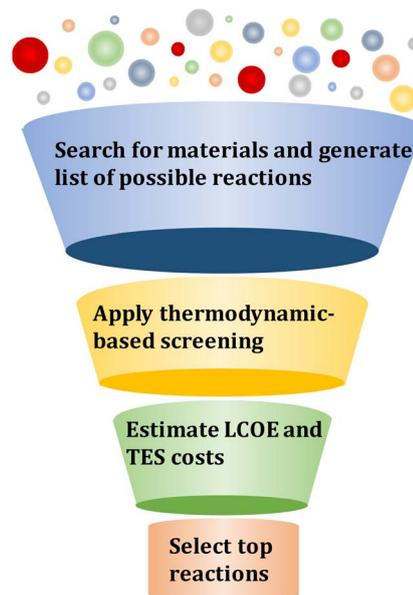 Search for materials and generate
list of possible reactions
Apply thermodynamic-
based screening
Estimate LCOE and
TES costs
Select top
reactions